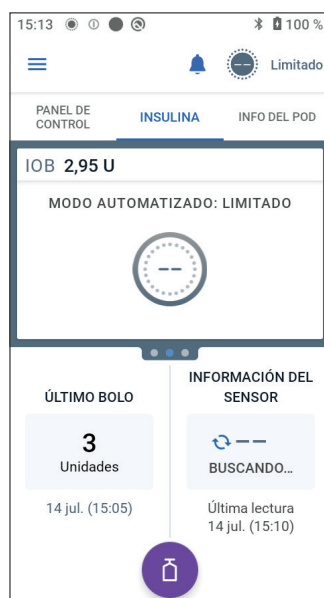 15:13 100 %
Limitado
PANEL DE
CONTROL
INSULINA
INFO DEL POD
IOB 2,95 U
MODO AUTOMATIZADO: LIMITADO
--
ÚLTIMO BOLO
3
Unidades
14 jul. (15:05)
INFORMACIÓN DEL
SENSOR
--
BUSCANDO...
Última lectura
14 jul. (15:10)